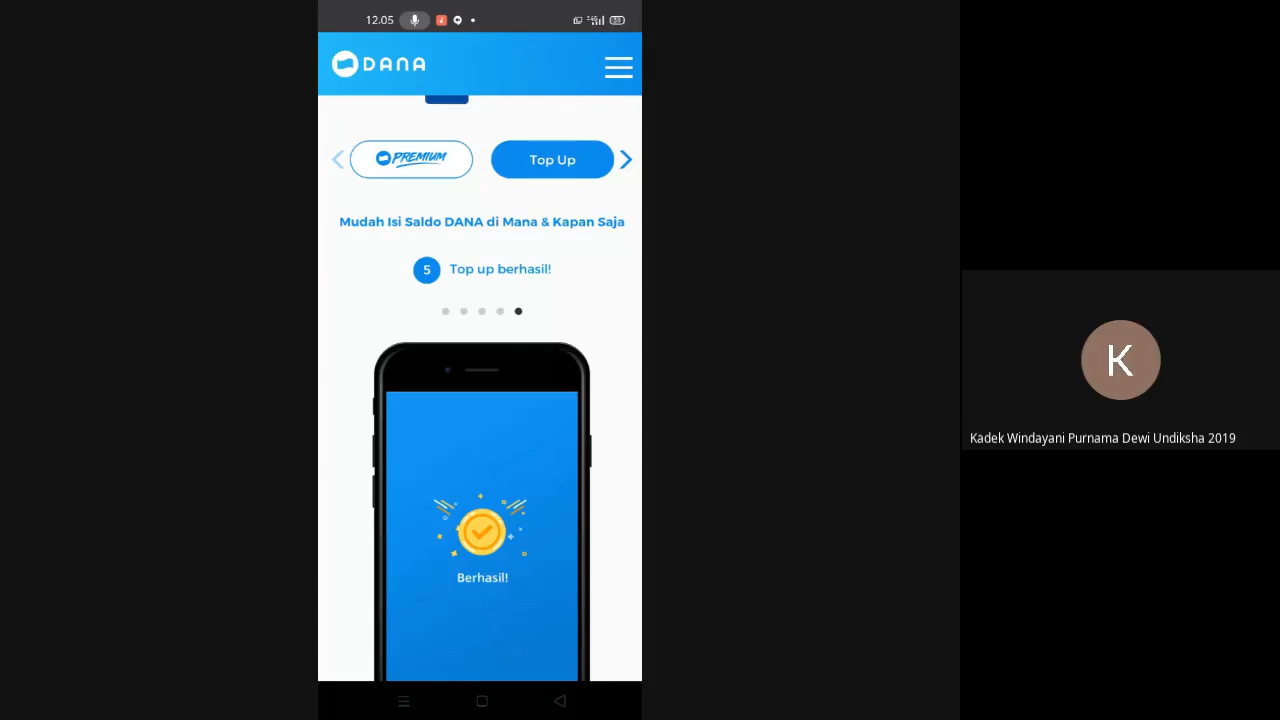 12.05
DANA
PREMIUM
Top Up
Mudah Isi Saldo DANA di Mana & Kapan Saja
5 Top up berhasil!
Berhasil!
K
Kadek Windayani Purnama Dewi Undiksha 2019